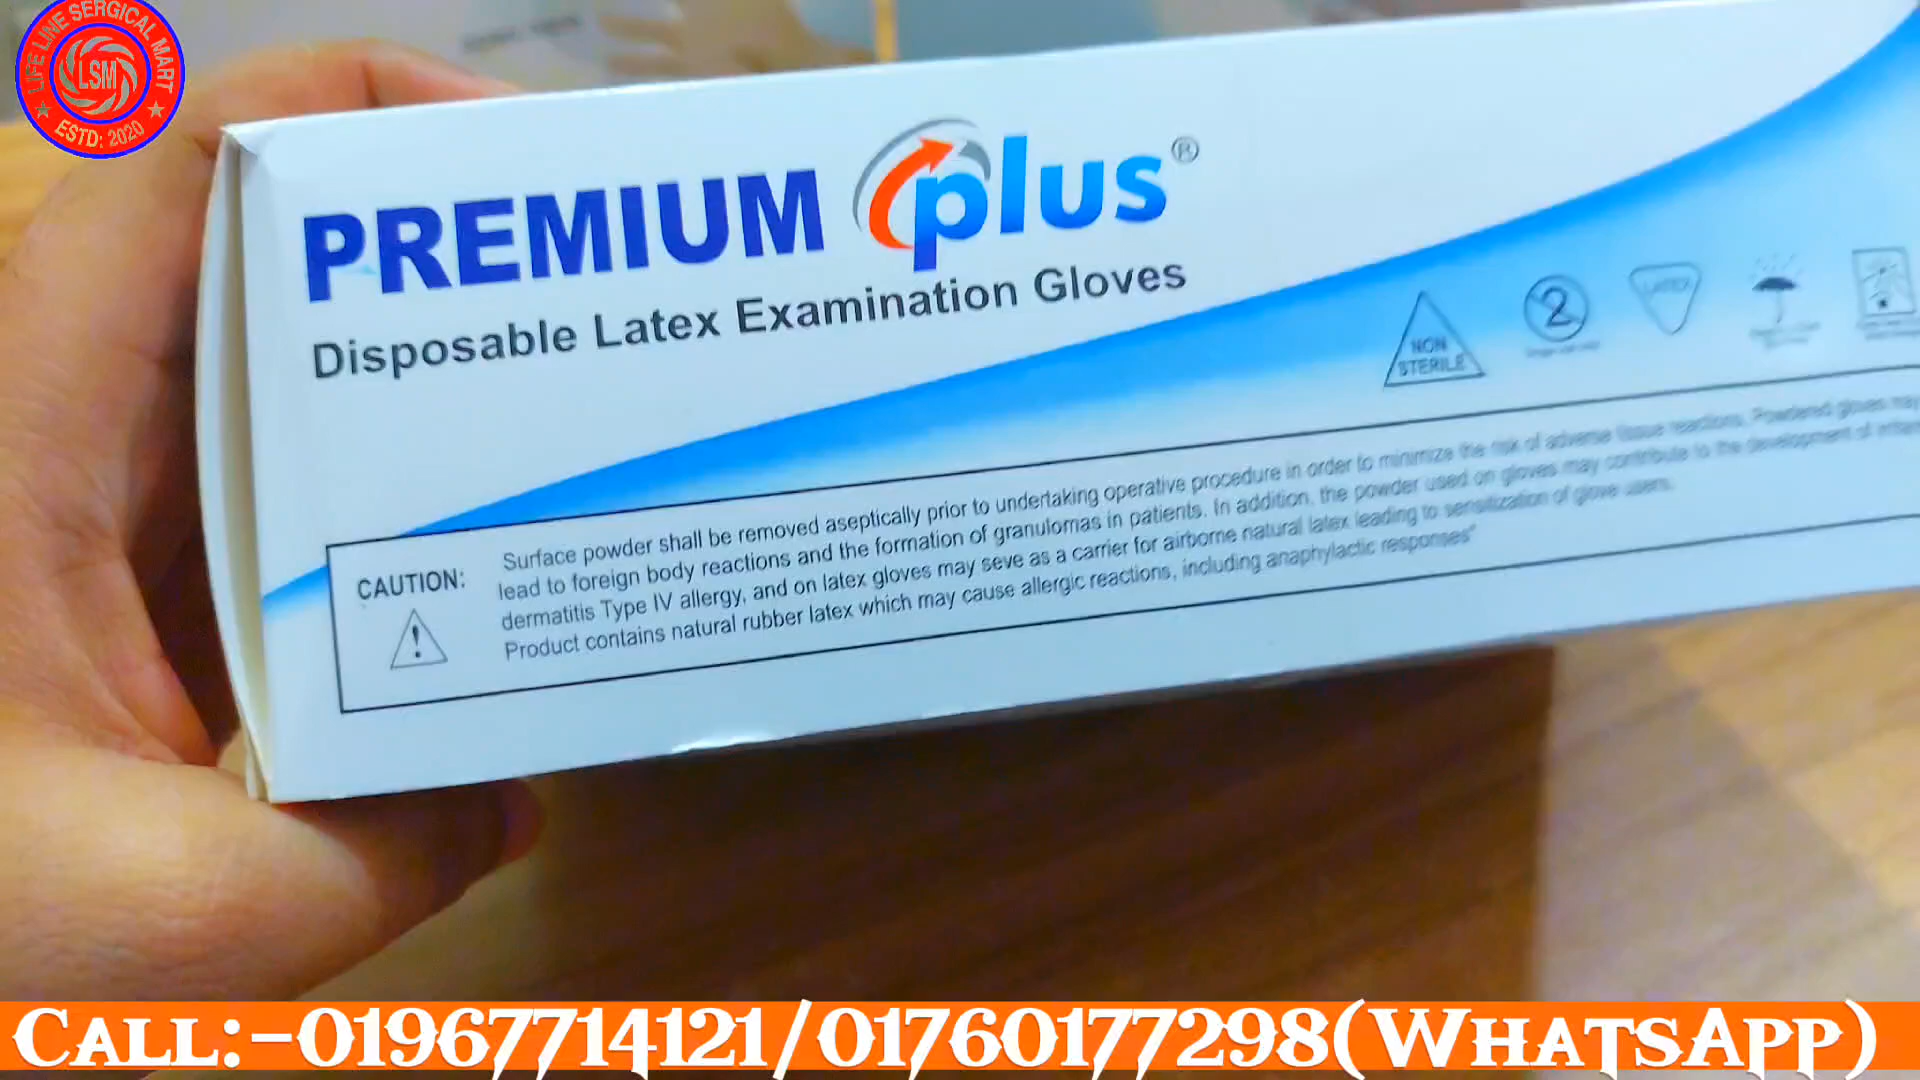 LIFE LINE SERGICAL MART
LSM
ESTD: 2020
PREMIUM plus®
Disposable Latex Examination Gloves
NON
STERILE
2
LATEX
CAUTION:
!
Surface powder shall be removed aseptically prior to undertaking operative procedure in order to minimize the risk of adverse tissue reactions. Powdered gloves may
lead to foreign body reactions and the formation of granulomas in patients. In addition, the powder used on gloves may contribute to the development of
dermatitis Type IV allergy, and on latex gloves may seve as a carrier for airborne natural latex leading to sensitization of glove users.
Product contains natural rubber latex which may cause allergic reactions, including anaphylactic responses"
CALL:-01967714121/01760177298(WHATSAPP)